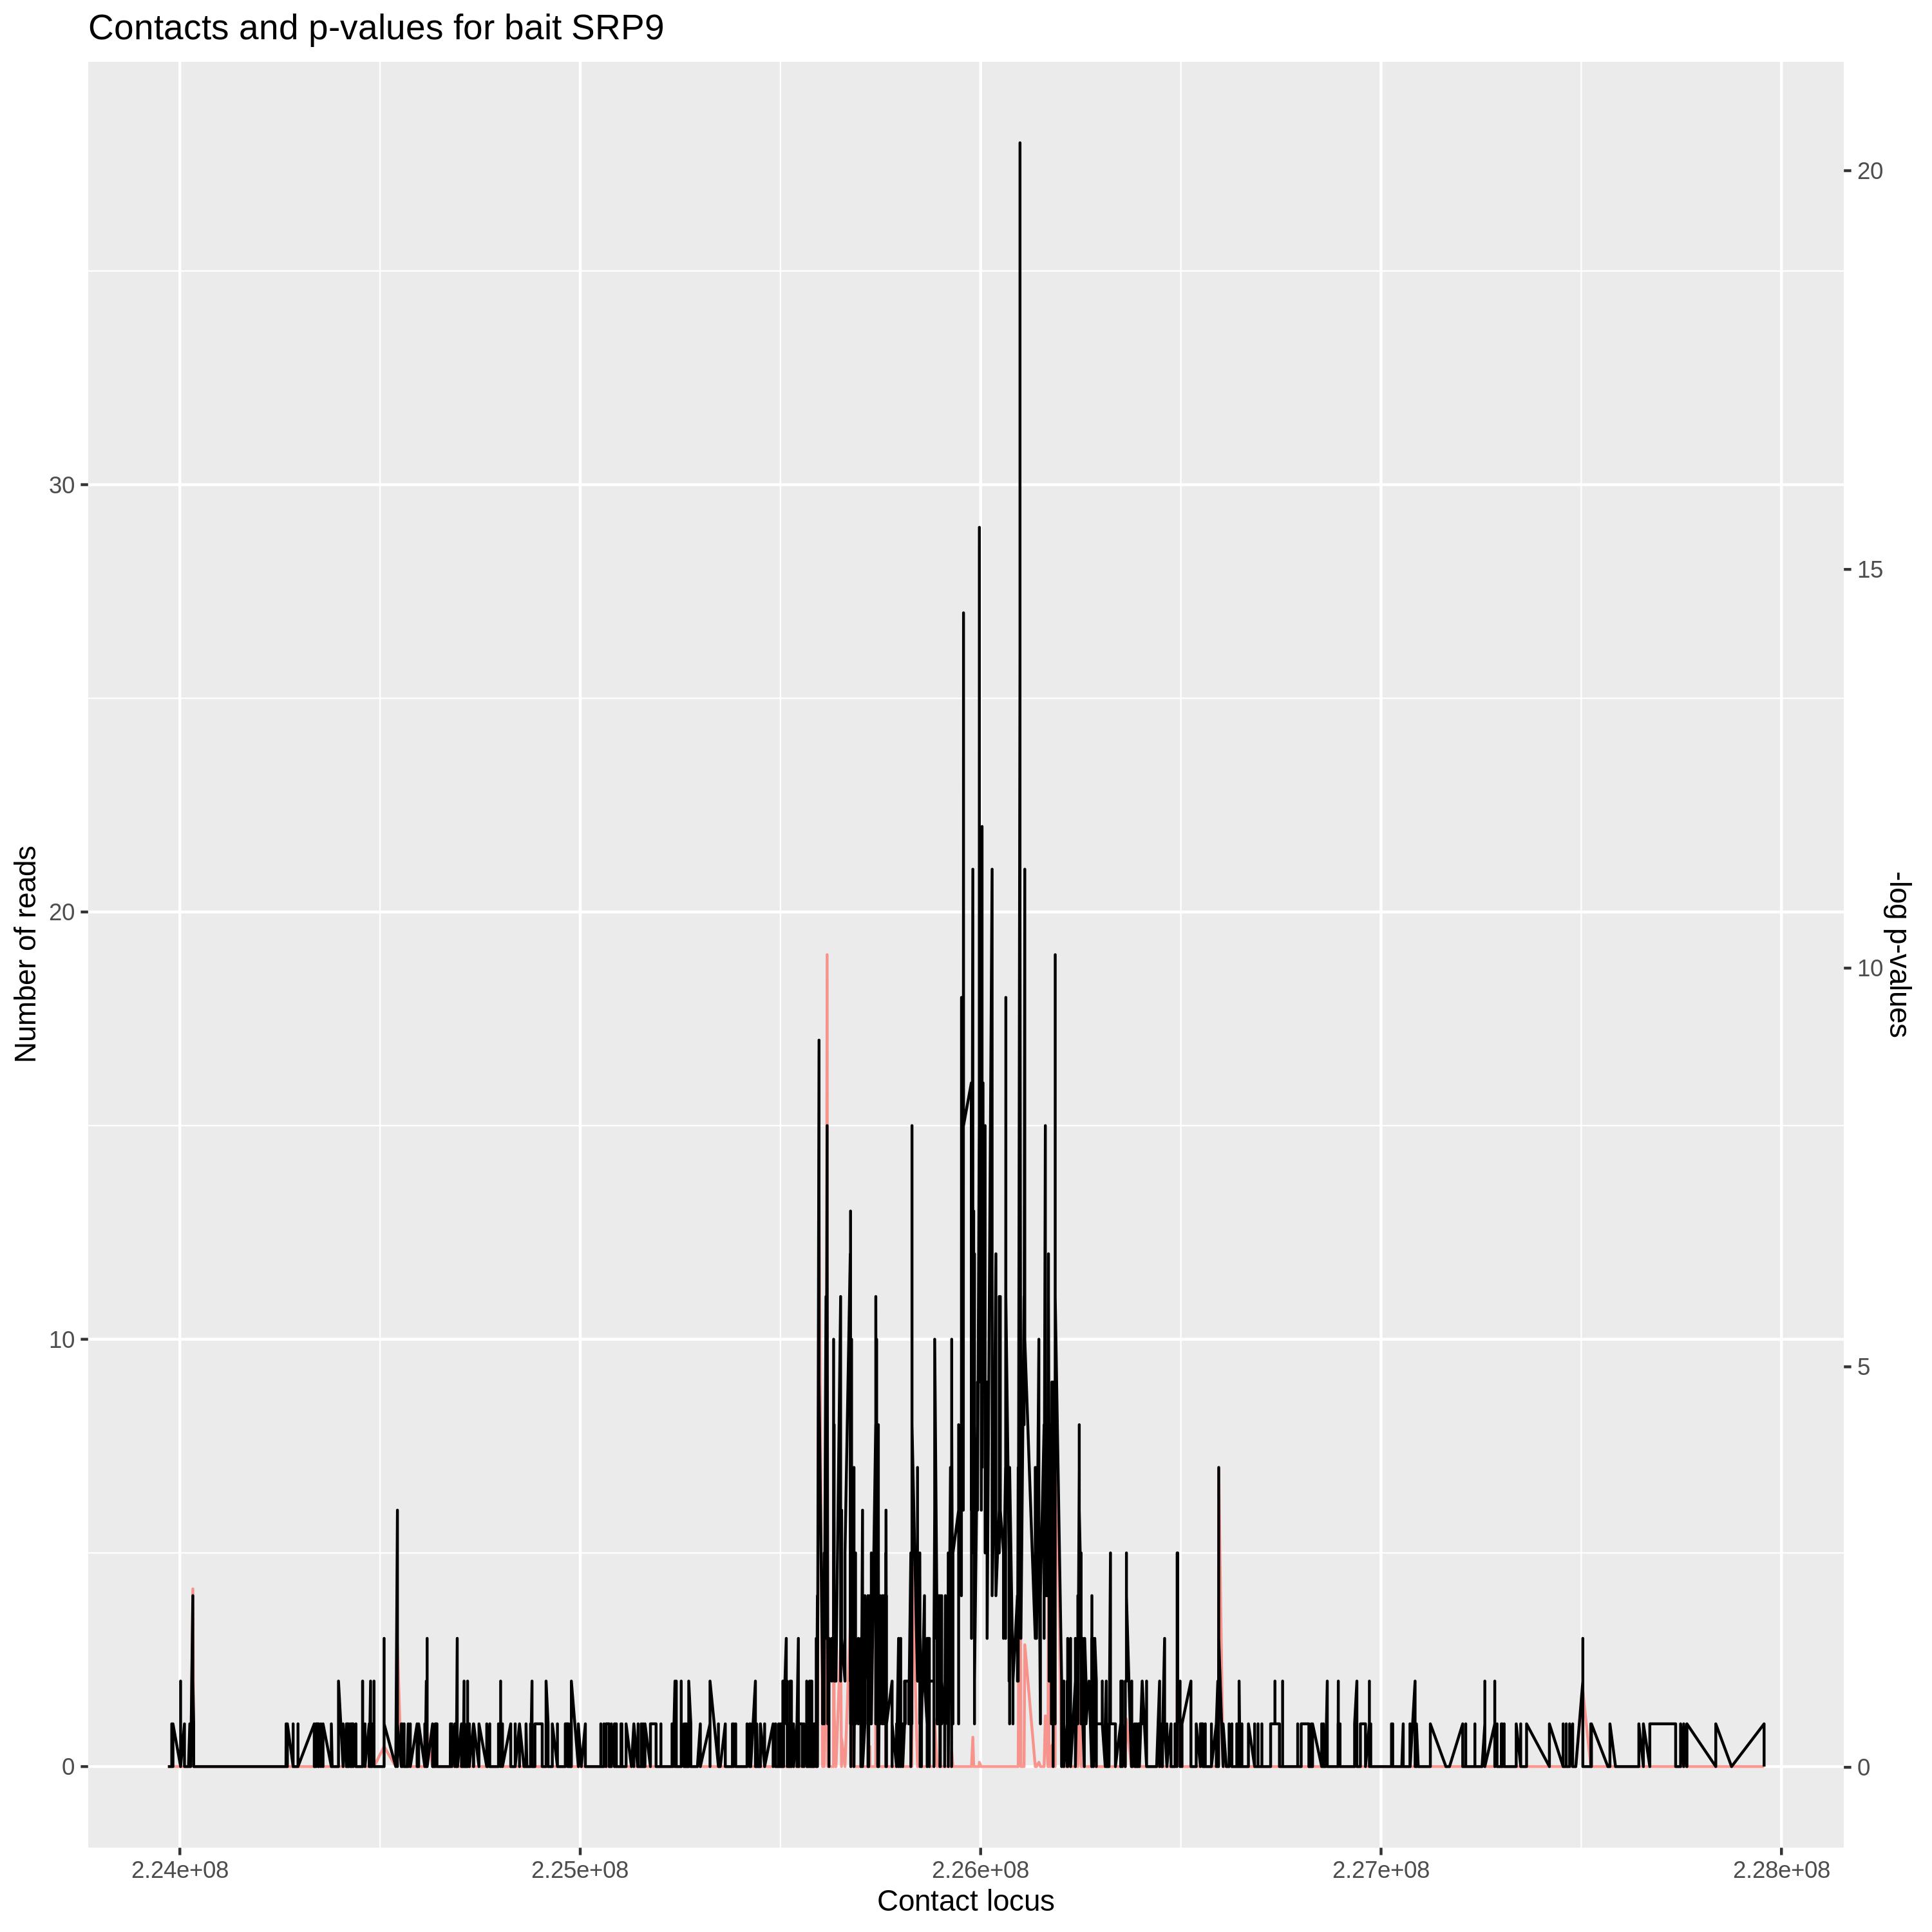 Contacts and p-values for bait SRP9
Number of reads
30
20
10
0
20
15
10
5
0
-log p-values
2.24e+08
2.25e+08
2.26e+08
2.27e+08
2.28e+08
Contact locus